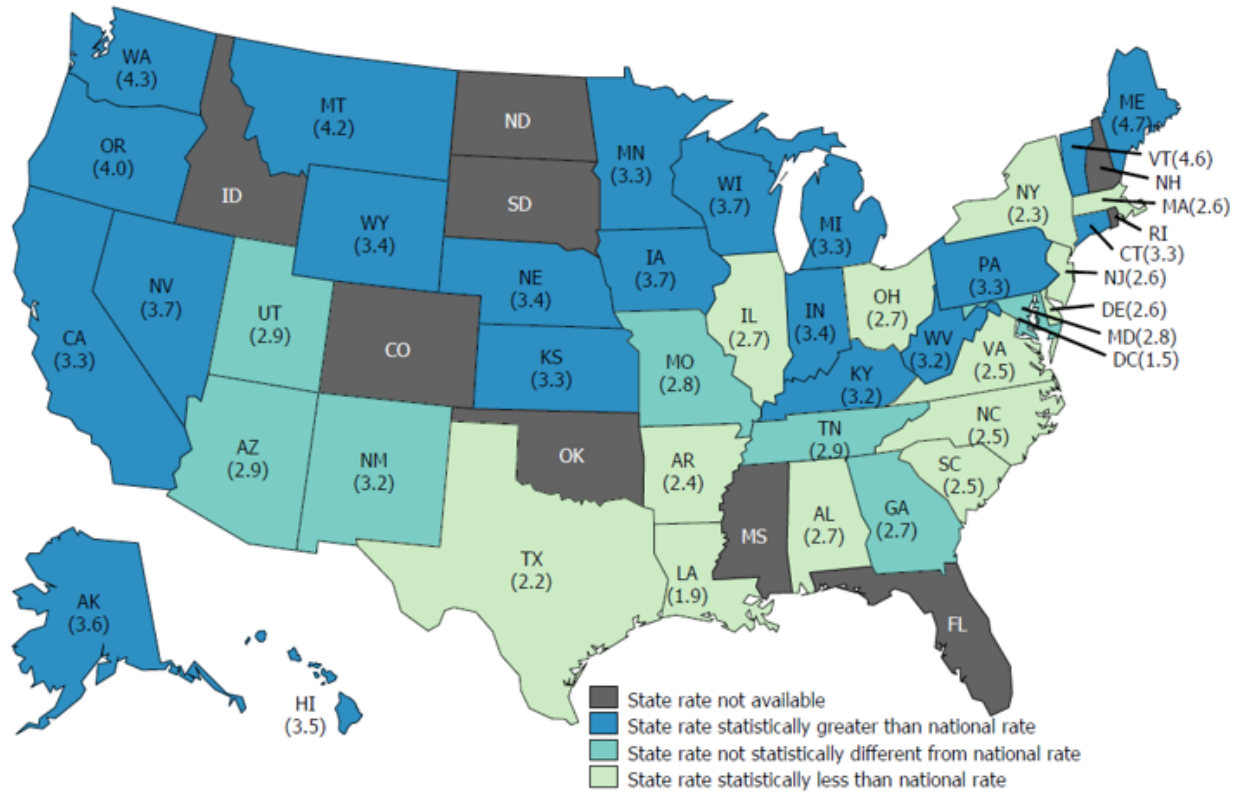 WA
(4.3)
MT
(4.2)
ND
ME
(4.7)
OR
(4.0)
MN
(3.3)
VT(4.6)
NH
ID
SD
WI
(3.7)
NY
(2.3)
MA(2.6)
WY
(3.4)
MI
(3.3)
RI
CT(3.3)
IA
(3.7)
PA
(3.3)
NJ(2.6)
NE
(3.4)
NV
(3.7)
UT
(2.9)
OH
(2.7)
DE(2.6)
IL
(2.7)
IN
(3.4)
MD(2.8)
CA
(3.3)
CO
WV
(3.2)
VA
(2.5)
DC(1.5)
KS
(3.3)
MO
(2.8)
KY
(3.2)
NC
(2.5)
TN
(2.9)
AZ
(2.9)
NM
(3.2)
OK
AR
(2.4)
SC
(2.5)
MS
AL
(2.7)
GA
(2.7)
TX
(2.2)
LA
(1.9)
AK
(3.6)
FL
HI
(3.5)
State rate not available
State rate statistically greater than national rate
State rate not statistically different from national rate
State rate statistically less than national rate